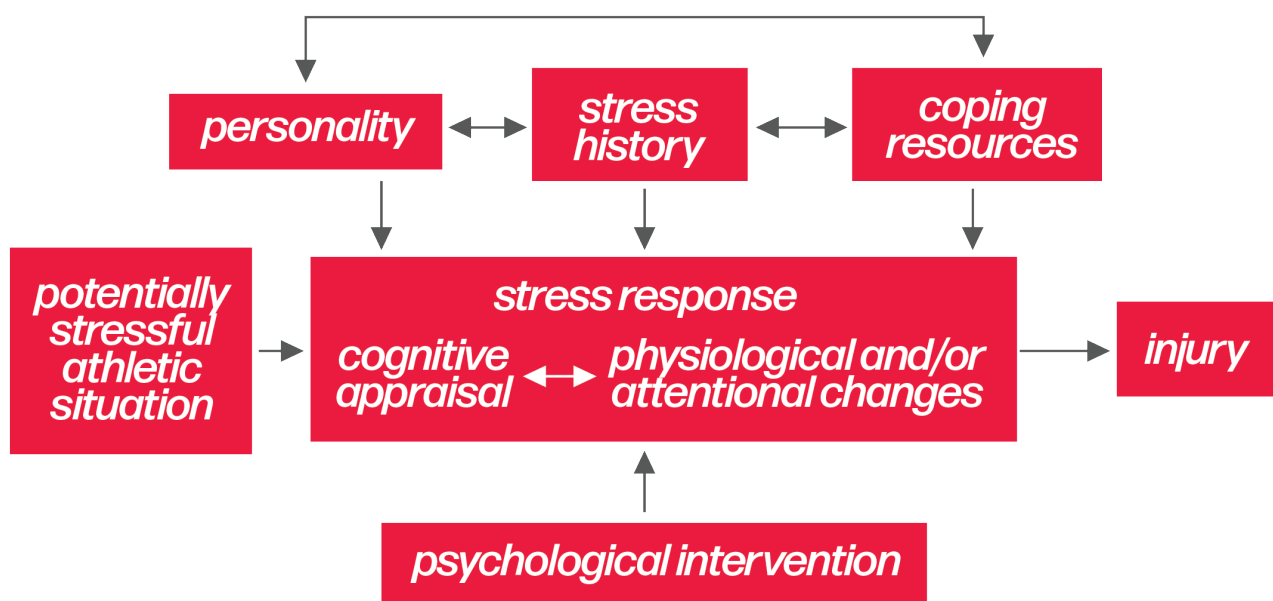 personality
stress
history
coping
resources
potentially
stressful
athletic
situation
stress response
cognitive
appraisal
physiological and/or
attentional changes
injury
psychological intervention